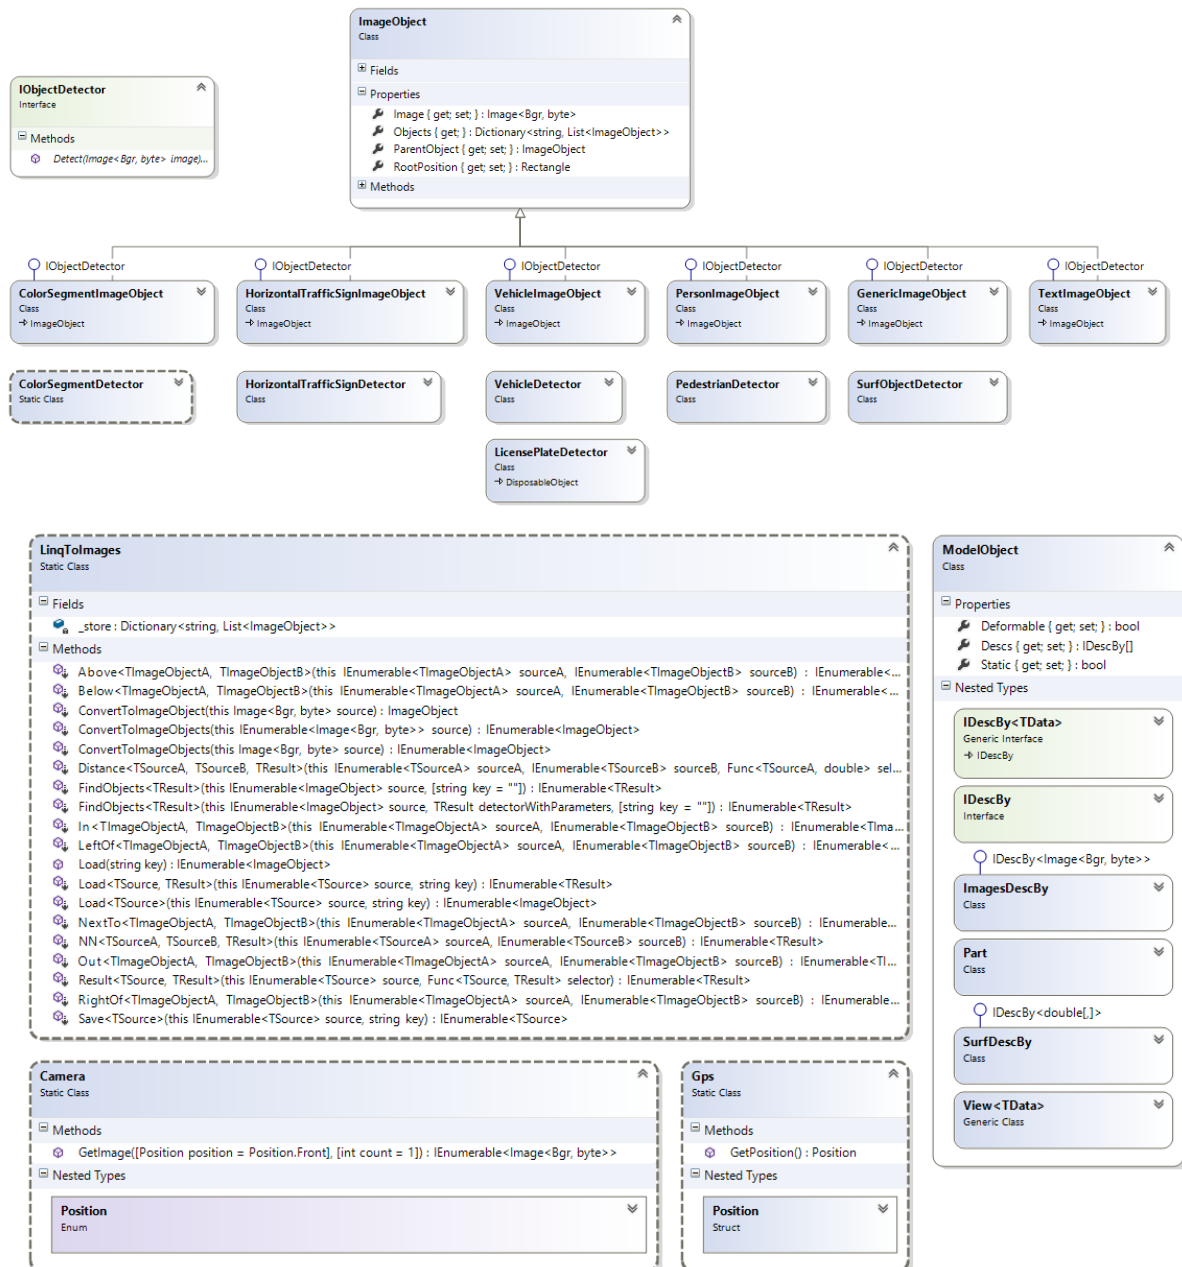 ImageObject
Class
Fields
Properties
Image { get; set; } : Image<Bgr, byte>
Objects { get; } : Dictionary<string, List<ImageObject>>
ParentObject { get; set; } : ImageObject
RootPosition { get; set; } : Rectangle
Methods
IObjectDetector
Interface
Methods
Detect(Image<Bgr, byte> image)...
IObjectDetector
IObjectDetector
IObjectDetector
IObjectDetector
IObjectDetector
IObjectDetector
ColorSegmentImageObject
Class
ImageObject
HorizontalTrafficSignImageObject
Class
ImageObject
VehicleImageObject
Class
ImageObject
PersonImageObject
Class
ImageObject
GenericImageObject
Class
ImageObject
TextImageObject
Class
ImageObject
ColorSegmentDetector
Static Class
HorizontalTrafficSignDetector
Class
VehicleDetector
Class
PedestrianDetector
Class
SurfObjectDetector
Class
LicensePlateDetector
Class
DisposableObject
LinqToImages
Static Class
Fields
_store : Dictionary<string, List<ImageObject>>
Methods
Above<TImageObjectA, TImageObjectB>(this IEnumerable<TImageObjectA> sourceA, IEnumerable<TImageObjectB> sourceB) : IEnumerable<...
Below<TImageObjectA, TImageObjectB>(this IEnumerable<TImageObjectA> sourceA, IEnumerable<TImageObjectB> sourceB) : IEnumerable<...
ConvertToImageObject(this Image<Bgr, byte> source) : ImageObject
ConvertToImageObjects(this IEnumerable<Image<Bgr, byte>> source) : IEnumerable<ImageObject>
ConvertToImageObjects(this Image<Bgr, byte> source) : IEnumerable<ImageObject>
Distance<TSourceA, TSourceB, TResult>(this IEnumerable<TSourceA> sourceA, IEnumerable<TSourceB> sourceB, Func<TSourceA, double> sel...
FindObjects<TResult>(this IEnumerable<ImageObject> source, [string key = ""]) : IEnumerable<TResult>
FindObjects<TResult>(this IEnumerable<ImageObject> source, TResult detectorWithParameters, [string key = ""]) : IEnumerable<TResult>
In<TImageObjectA, TImageObjectB>(this IEnumerable<TImageObjectA> sourceA, IEnumerable<TImageObjectB> sourceB) : IEnumerable<TIma...
LeftOf<TImageObjectA, TImageObjectB>(this IEnumerable<TImageObjectA> sourceA, IEnumerable<TImageObjectB> sourceB) : IEnumerable<...
Load(string key) : IEnumerable<ImageObject>
Load<TSource, TResult>(this IEnumerable<TSource> source, string key) : IEnumerable<TResult>
Load<TSource>(this IEnumerable<TSource> source, string key) : IEnumerable<ImageObject>
NextTo<TImageObjectA, TImageObjectB>(this IEnumerable<TImageObjectA> sourceA, IEnumerable<TImageObjectB> sourceB) : IEnumerable...
NN<TSourceA, TSourceB, TResult>(this IEnumerable<TSourceA> sourceA, IEnumerable<TSourceB> sourceB) : IEnumerable<TResult>
Out<TImageObjectA, TImageObjectB>(this IEnumerable<TImageObjectA> sourceA, IEnumerable<TImageObjectB> sourceB) : IEnumerable<TI...
Result<TSource, TResult>(this IEnumerable<TSource> source, Func<TSource, TResult> selector) : IEnumerable<TResult>
RightOf<TImageObjectA, TImageObjectB>(this IEnumerable<TImageObjectA> sourceA, IEnumerable<TImageObjectB> sourceB) : IEnumerable...
Save<TSource>(this IEnumerable<TSource> source, string key) : IEnumerable<TSource>
ModelObject
Class
Properties
Deformable { get; set; } : bool
Descs { get; set; } : IDescBy[]
Static { get; set; } : bool
Nested Types
IDescBy<TData>
Generic Interface
IDescBy
IDescBy
Interface
IDescBy<Image<Bgr, byte>>
ImagesDescBy
Class
Part
Class
IDescBy<double[,]>
SurfDescBy
Class
View<TData>
Generic Class
Camera
Static Class
Methods
GetImage([Position position = Position.Front], [int count = 1]) : IEnumerable<Image<Bgr, byte>>
Nested Types
Position
Enum
Gps
Static Class
Methods
GetPosition() : Position
Nested Types
Position
Struct